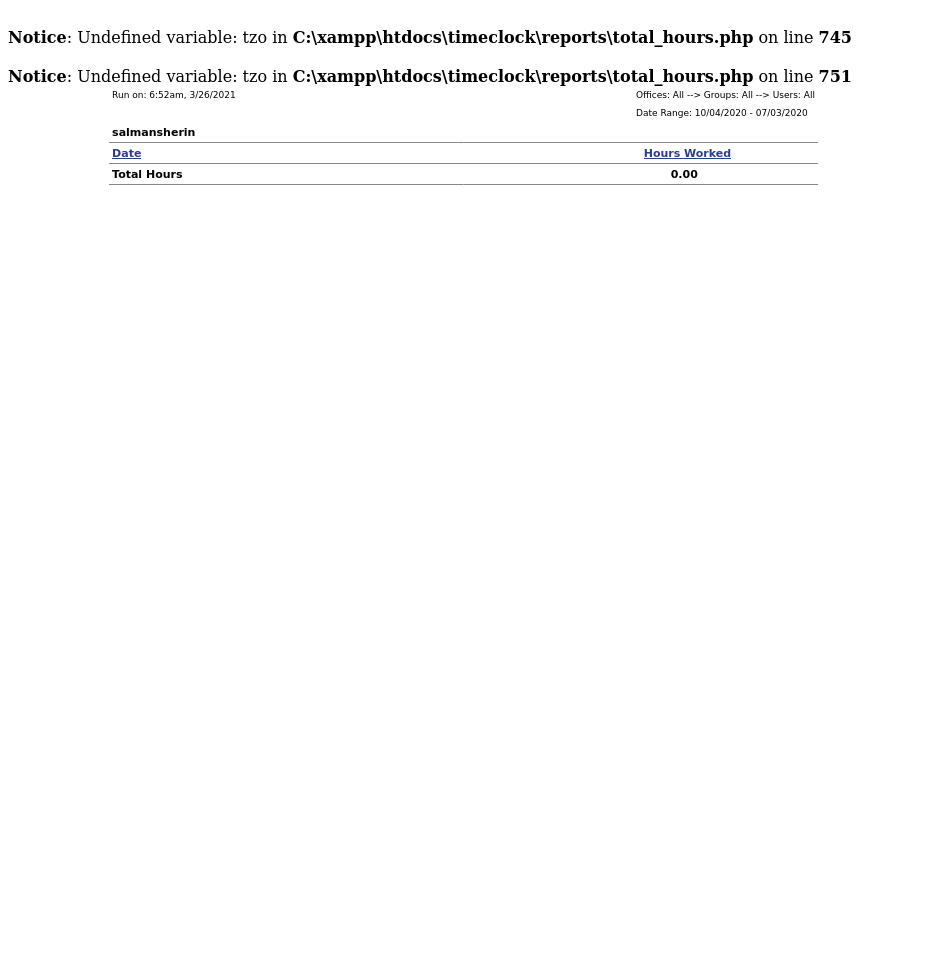 Notice: Undefined variable: tzo in C:\xampp\htdocs\timeclock\reports\total_hours.php on line 745
Notice: Undefined variable: tzo in C:\xampp\htdocs\timeclock\reports\total_hours.php on line 751
Run on: 6:52am, 3/26/2021 Offices: All --> Groups: All --> Users: All
Date Range: 10/04/2020 - 07/03/2020
salmansherin
Date Hours Worked
Total Hours 0.00